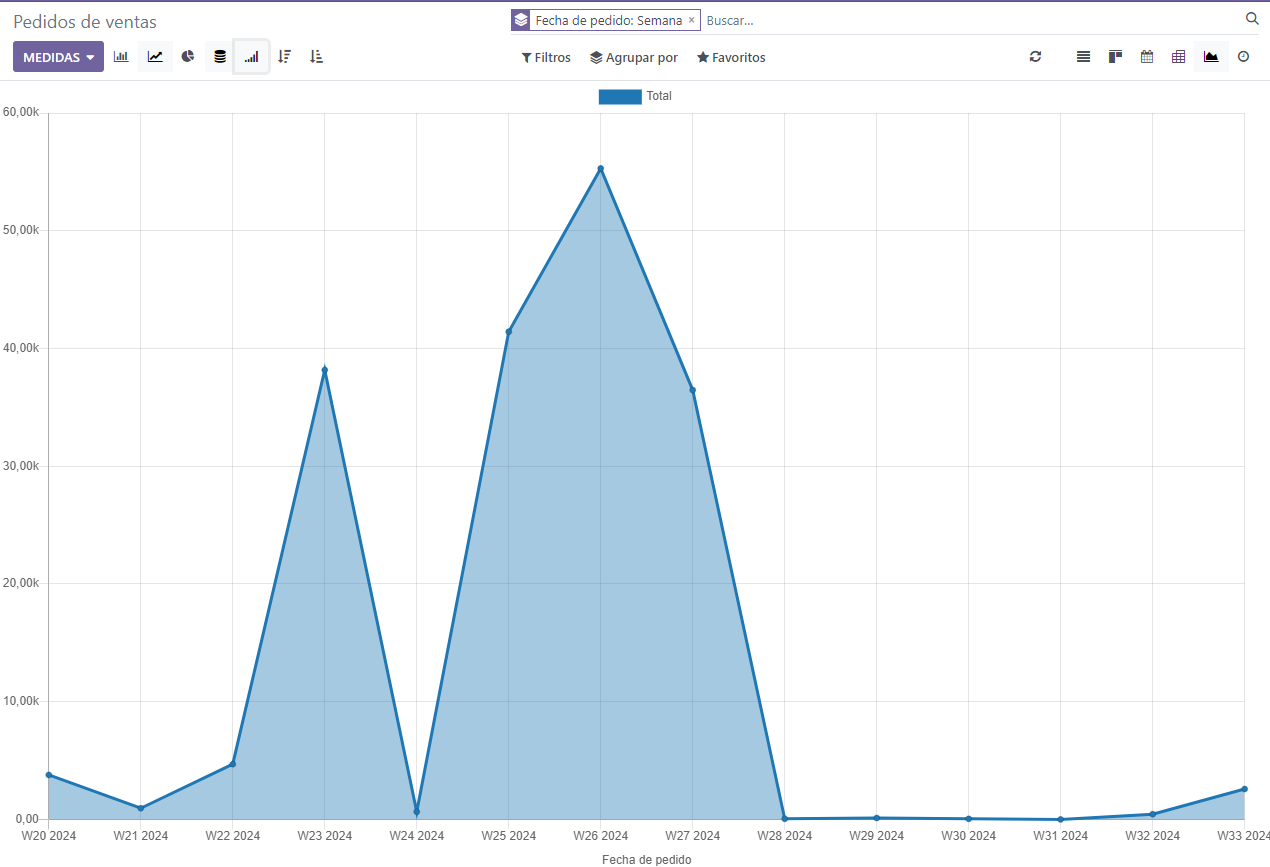 Pedidos de ventas
Fecha de pedido: Semana × Buscar...
MEDIDAS
Filtros Agrupar por Favoritos
Total
60,00k
50,00k
40,00k
30,00k
20,00k
10,00k
0,00
W20 2024 W21 2024 W22 2024 W23 2024 W24 2024 W25 2024 W26 2024 W27 2024 W28 2024 W29 2024 W30 2024 W31 2024 W32 2024 W33 2024
Fecha de pedido